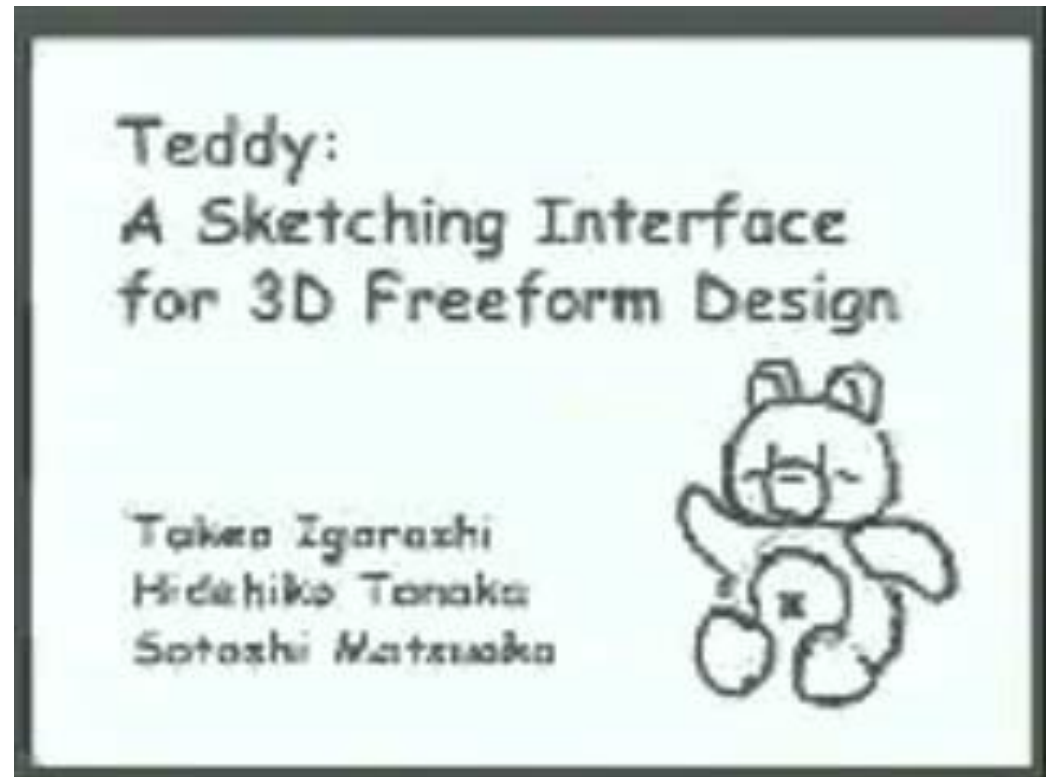 Teddy:
A Sketching Interface
for 3D Freeform Design
Takeo Igarashi
Hidehiko Tanaka
Satoshi Matsuoka